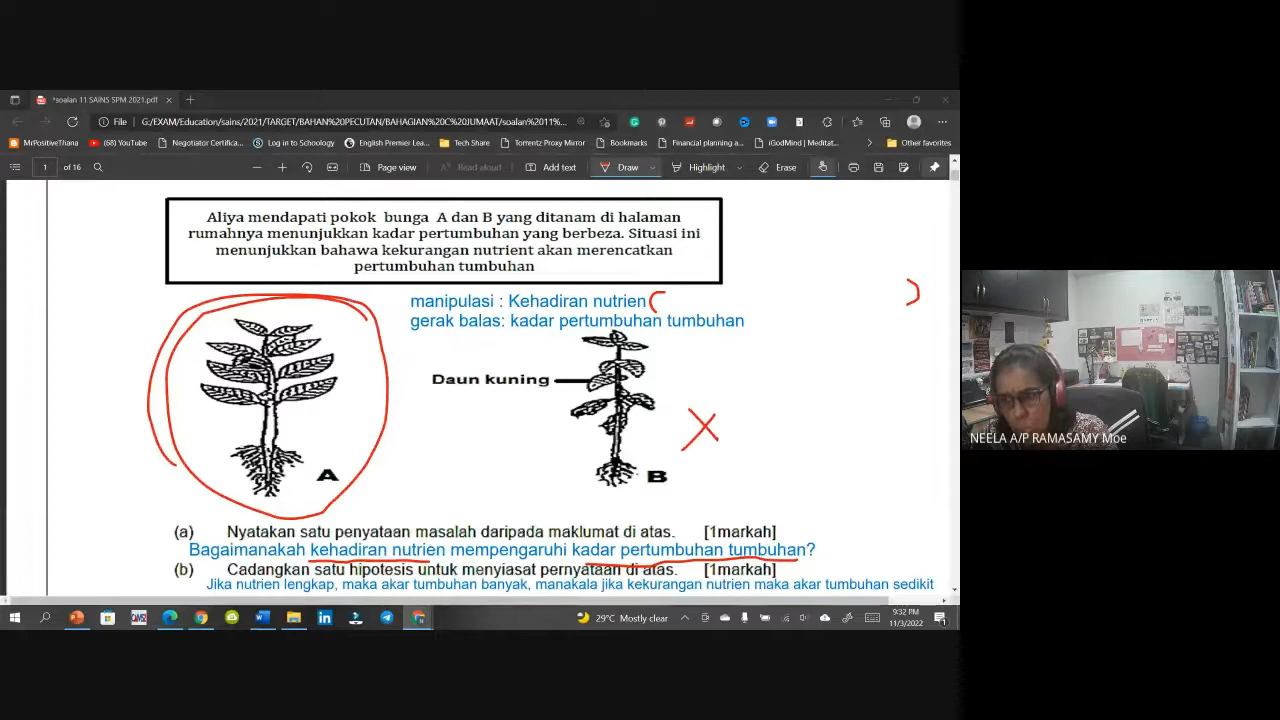 *soalan 11 SAINS SPM 2021.pdf
File
G:/EXAM/Education/sains/2021/TARGET/BAHAN%20PECUTAN/BAHAGIAN%20C%20JUMAAT/soalan%2011%...
MrPositiveThana
(68) YouTube
Negotiator Certifica...
Log in to Schoology
English Premier Lea...
Tech Share
Torrentz Proxy Mirror
Bookmarks
Financial planning a...
iGodMind | Meditat...
Other favorites
1 of 16
Page view
Read aloud
Add text
Draw
Highlight
Erase
Aliya mendapati pokok bunga A dan B yang ditanam di halaman
rumahnya menunjukkan kadar pertumbuhan yang berbeza. Situasi ini
menunjukkan bahawa kekurangan nutrient akan merencatkan
pertumbuhan tumbuhan
manipulasi : Kehadiran nutrien
gerak balas: kadar pertumbuhan tumbuhan
Daun kuning
A
B
(a) Nyatakan satu penyataan masalah daripada maklumat di atas. [1markah]
Bagaimanakah kehadiran nutrien mempengaruhi kadar pertumbuhan tumbuhan?
(b) Cadangkan satu hipotesis untuk menyiasat pernyataan di atas. [1markah]
Jika nutrien lengkap, maka akar tumbuhan banyak, manakala jika kekurangan nutrien maka akar tumbuhan sedikit
29°C Mostly clear
9:32 PM
11/3/2022
NEELA A/P RAMASAMY Moe